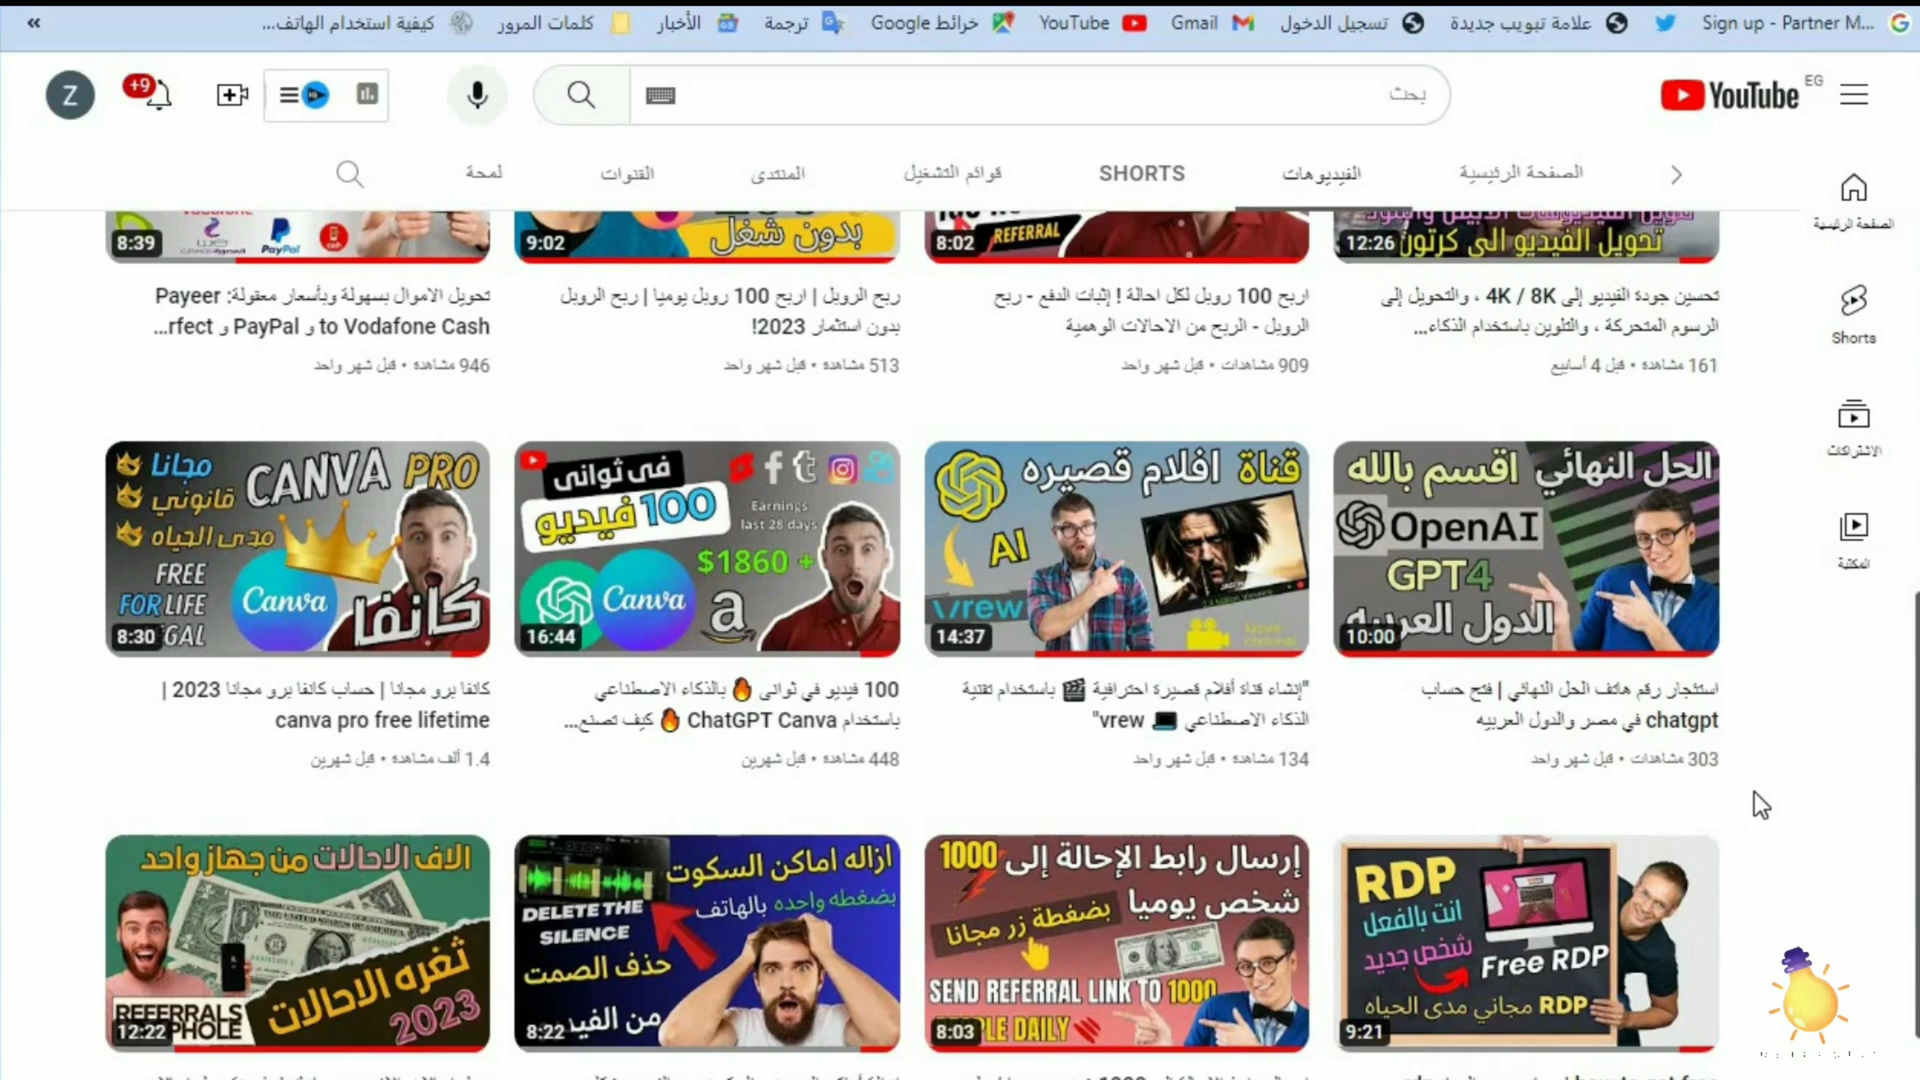 Sign up - Partner M...
علامة تبويب جديدة
تسجيل الدخول
Gmail
YouTube
خرائط Google
ترجمة
الأخبار
كلمات المرور
كيفية استخدام الهاتف...
YouTube EG
بحث
+9
Z
الصفحة الرئيسية
الفيديوهات
SHORTS
قوائم التشغيل
المنتدى
القنوات
لمحة
الصفحة الرئيسية
Shorts
الاشتراكات
المكتبة
تحويل الفيديو الى كرتون
12:26
REFERRAL
8:02
بدون شغل
9:02
PayPal
8:39
تحسين جودة الفيديو إلى 4K / 8K ، والتحويل إلى
الرسوم المتحركة ، والتلوين باستخدام الذكاء...
161 مشاهدة • قبل 4 أسابيع
اربح 100 روبل لكل احالة ! إثبات الدفع - ربح
الروبل - الربح من الاحالات الوهمية
909 مشاهدات • قبل شهر واحد
ربح الروبل | اربح 100 روبل يوميا | ربح الروبل
بدون استثمار 2023!
513 مشاهدة • قبل شهر واحد
تحويل الاموال بسهولة وبأسعار معقولة: Payeer
to Vodafone Cash و PayPal و rfect...
946 مشاهدة • قبل شهر واحد
الحل النهائي اقسم بالله
OpenAI
GPT4
الدول العربيه
10:00
قناة افلام قصيره
AI
vrew
14:37
فى ثوانى
100 فيديو
Earnings
last 28 days
$1860 +
Canva
a
16:44
CANVA PRO
مجانا
قانوني
مدى الحياه
FREE
FOR LIFE
GAL
Canva
كانفا
8:30
استئجار رقم هاتف الحل النهائي | فتح حساب
chatgpt في مصر والدول العربيه
303 مشاهدات • قبل شهر واحد
"إنشاء قناة أفلام قصيرة احترافية 🎬 باستخدام تقنية
الذكاء الاصطناعي 💻 vrew"
134 مشاهدة • قبل شهر واحد
100 فيديو في ثوانى 🔥 بالذكاء الاصطناعي
باستخدام ChatGPT Canva 🔥 كيف تصنع...
448 مشاهدة • قبل شهرين
كانفا برو مجانا | حساب كانفا برو مجانا 2023 |
canva pro free lifetime
1.4 ألف مشاهدة • قبل شهرين
RDP
انت بالفعل
شخص جديد
Free RDP
RDP مجاني مدى الحياه
9:21
إرسال رابط الإحالة إلى 1000
شخص يوميا
بضغطة زر مجانا
SEND REFERRAL LINK TO 1000
PLE DAILY
8:03
ازاله اماكن السكوت
بضغطه واحده بالهاتف
DELETE THE
SILENCE
حذف الصمت
من الفيد
8:22
الاف الاحالات من جهاز واحد
ثغره الاحالات
2023
REFERRALS
PHOLE
12:22